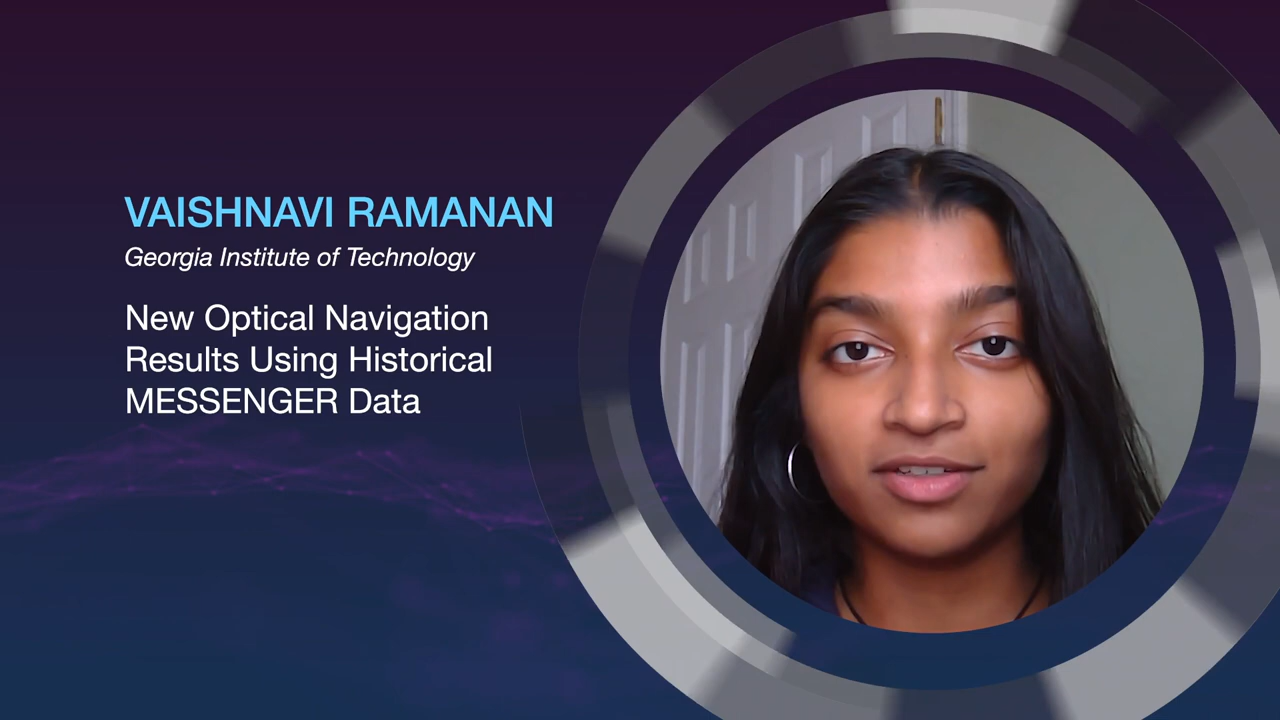 VAISHNAVI RAMANAN
Georgia Institute of Technology
New Optical Navigation
Results Using Historical
MESSENGER Data